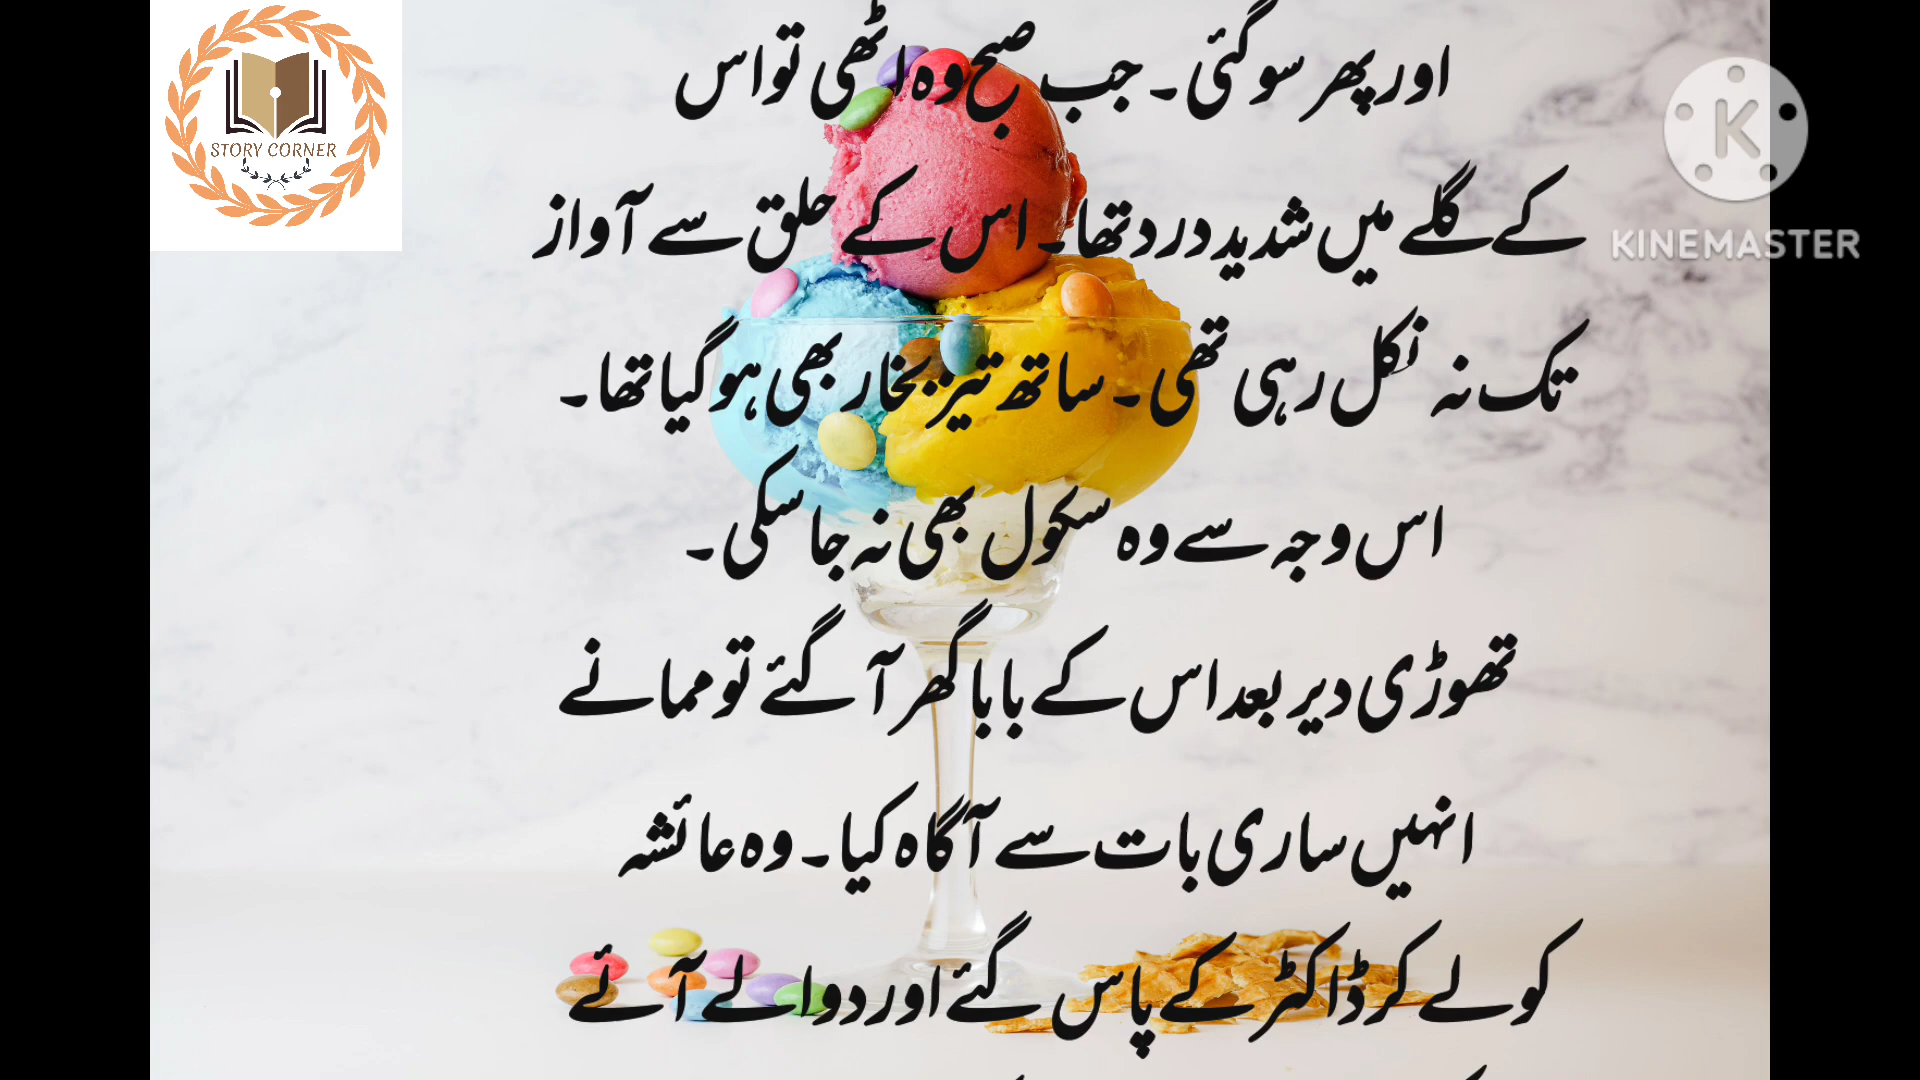 STORY CORNER
KINEMASTER
اور پھر سو گئی۔ جب صبح وہ اٹھی تو اس
کے گلے میں شدید درد تھا۔ اس کے حلق سے آواز
تک نہ نکل رہی تھی۔ ساتھ تیز بخار بھی ہو گیا تھا۔
اس وجہ سے وہ سکول بھی نہ جا سکی۔
تھوڑی دیر بعد اس کے بابا گھر آ گئے تو ممانے
انہیں ساری بات سے آگاہ کیا۔ وہ عائشہ
کو لے کر ڈاکٹر کے پاس گئے اور دوا لے آئے